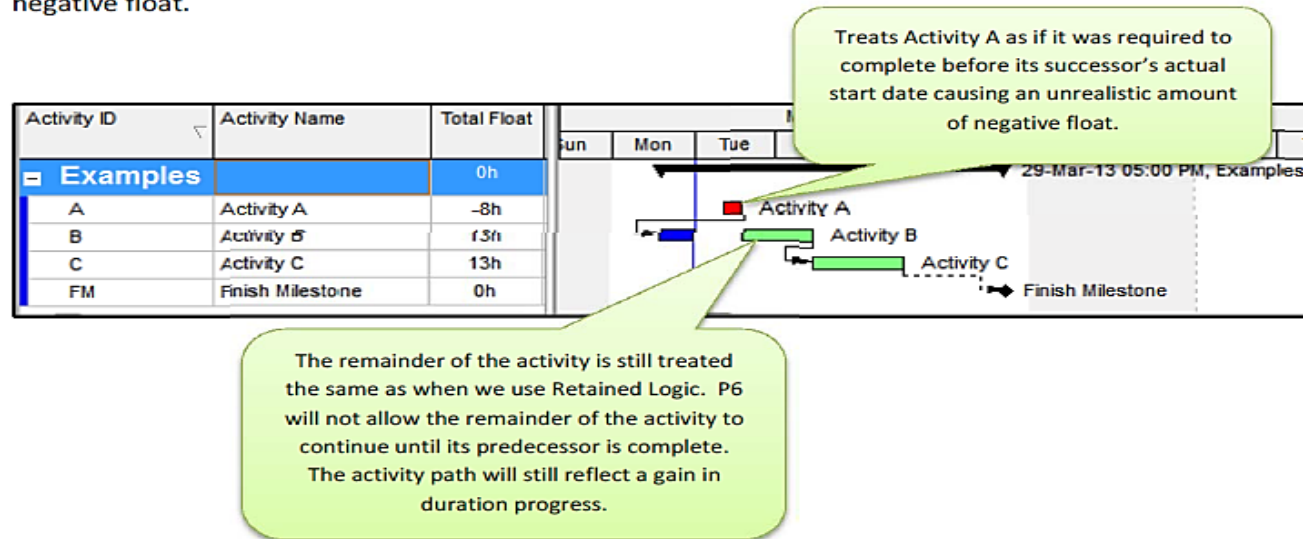 negative float.
Treats Activity A as if it was required to
complete before its successor's actual
start date causing an unrealistic amount
of negative float.
Activity ID Activity Name Total Float
Sun Mon Tue
Examples 0h 29-Mar-13 05:00 PM, Examples
A Activity A -8h Activity A
B Activity B 13h Activity B
C Activity C 13h Activity C
FM Finish Milestone 0h Finish Milestone
The remainder of the activity is still treated
the same as when we use Retained Logic. P6
will not allow the remainder of the activity to
continue until its predecessor is complete.
The activity path will still reflect a gain in
duration progress.